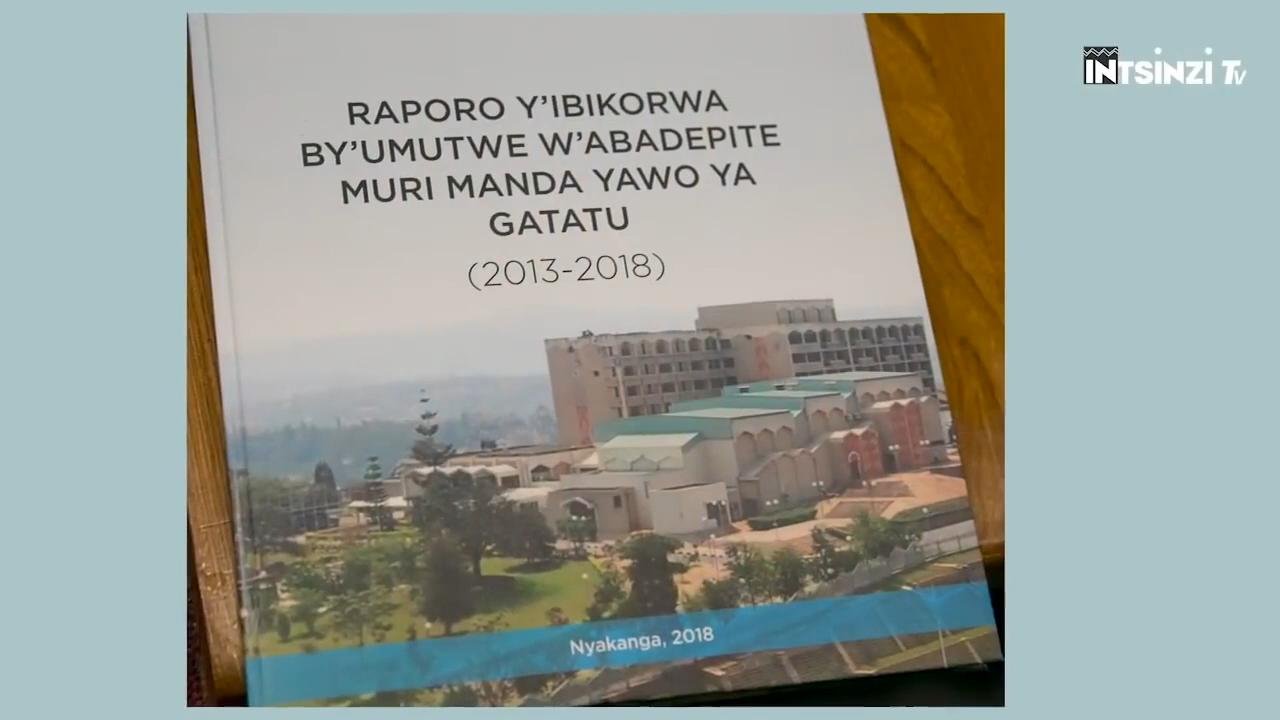 RAPORO Y'IBIKORWA
BY'UMUTWE W'ABADEPITE
MURI MANDA YAWO YA
GATATU
(2013-2018)
Nyakanga, 2018
INTSINZI TV